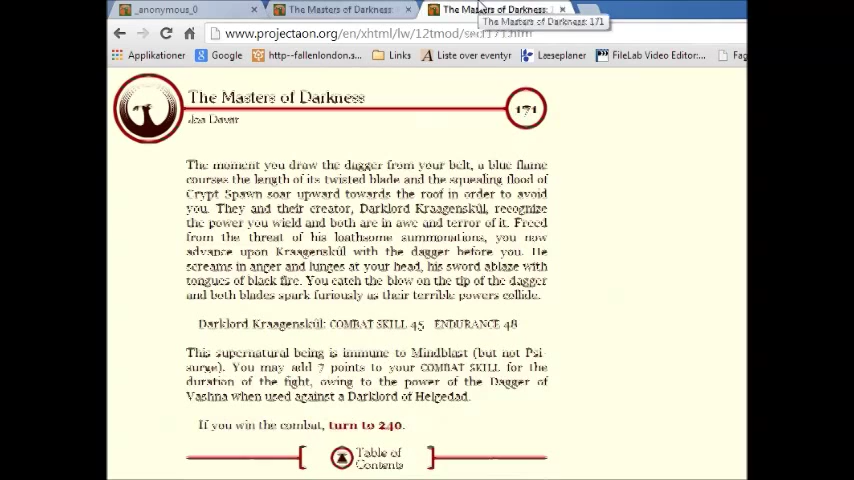 _anonymous_0
The Masters of Darkness:
The Masters of Darkness:
The Masters of Darkness: 171
www.projectaon.org/en/xhtml/lw/12tmod/sect171.htm
Applikationer
Google
http--fallenlondon.s...
Links
Liste over eventyr
Læseplaner
FileLab Video Editor:...
Fag
The Masters of Darkness
171
Joe Dever
The moment you draw the dagger from your belt, a blue flame
courses the length of its twisted blade and the squealing flood of
Crypt Spawn soar upward towards the roof in order to avoid
you. They and their creator, Darklord Kraagenskûl, recognize
the power you wield and both are in awe and terror of it. Freed
from the threat of his loathsome summonations, you now
advance upon Kraagenskûl with the dagger before you. He
screams in anger and lunges at your head, his sword ablaze with
tongues of black fire. You catch the blow on the tip of the dagger
and both blades spark furiously as their terrible powers collide.
Darklord Kraagenskûl: COMBAT SKILL 45 ENDURANCE 48
This supernatural being is immune to Mindblast (but not Psi-
surge). You may add 7 points to your COMBAT SKILL for the
duration of the fight, owing to the power of the Dagger of
Vashna when used against a Darklord of Helgedad.
If you win the combat, turn to 240.
Table of
Contents